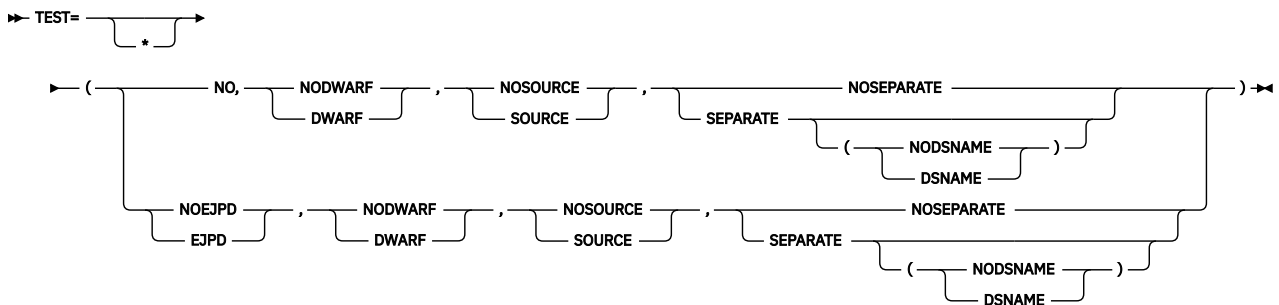 TEST=
*
( NO, NODWARF , NOSOURCE , NOSEPARATE )
DWARF SOURCE SEPARATE
( NODSNAME )
DSNAME
NOEJPD , NODWARF , NOSOURCE , NOSEPARATE
EJPD DWARF SOURCE SEPARATE
( NODSNAME )
DSNAME